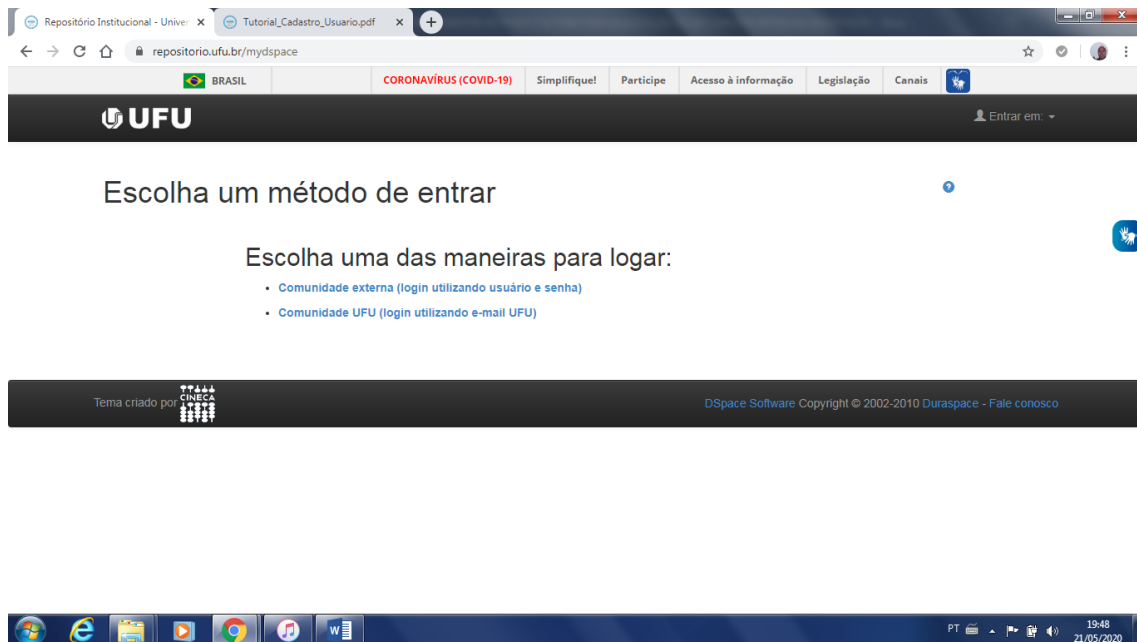 Repositório Institucional - Univer
Tutorial_Cadastro_Usuario.pdf
repositorio.ufu.br/mydspace
BRASIL
CORONAVÍRUS (COVID-19)
Simplifique!
Participe
Acesso à informação
Legislação
Canais
UFU
Entrar em:
Escolha um método de entrar
Escolha uma das maneiras para logar:
Comunidade externa (login utilizando usuário e senha)
Comunidade UFU (login utilizando e-mail UFU)
Tema criado por CINECA
DSpace Software Copyright © 2002-2010 Duraspace - Fale conosco
PT
19:48
21/05/2020